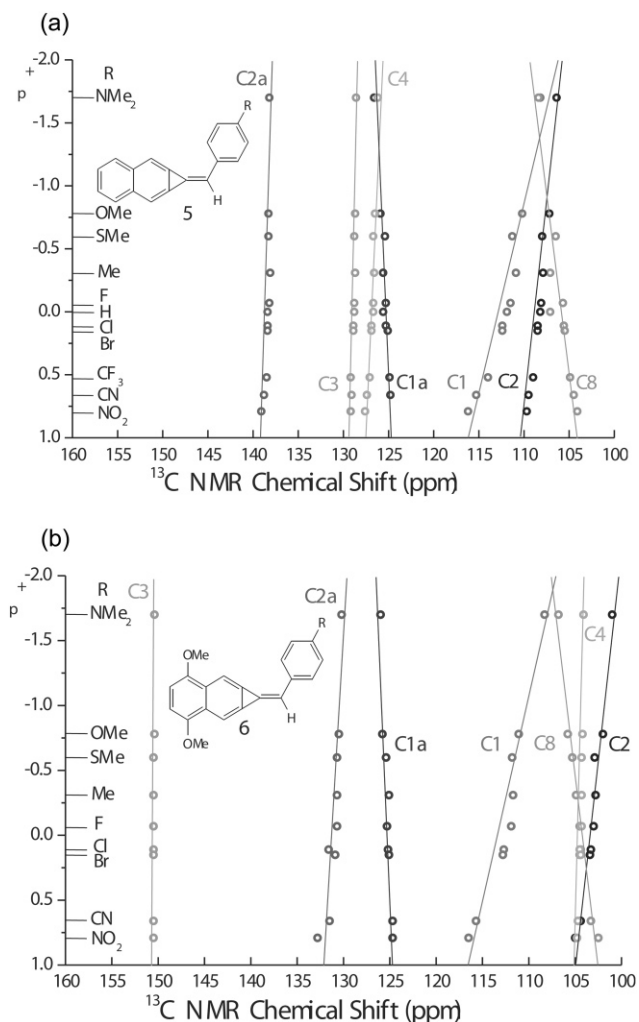 (a)
+
p
R
NMe2
OMe
SMe
Me
F
H
Cl
Br
CF3
CN
NO2
-2.0
-1.5
-1.0
-0.5
0.0
0.5
1.0
C2a
C4
C3
C1a
C1
C2
C8
R
H
5
160 155 150 145 140 135 130 125 120 115 110 105 100
13C NMR Chemical Shift (ppm)
(b)
+
p
R
NMe2
OMe
SMe
Me
F
Cl
Br
CN
NO2
-2.0
-1.5
-1.0
-0.5
0.0
0.5
1.0
C3
C2a
C4
C1a
C1
C8
C2
R
OMe
OMe
H
6
160 155 150 145 140 135 130 125 120 115 110 105 100
13C NMR Chemical Shift (ppm)